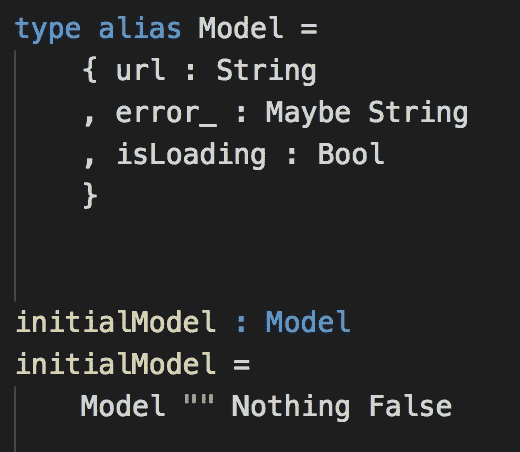 type alias Model =
    { url : String
    , error_ : Maybe String
    , isLoading : Bool
    }
initialModel : Model
initialModel =
    Model "" Nothing False